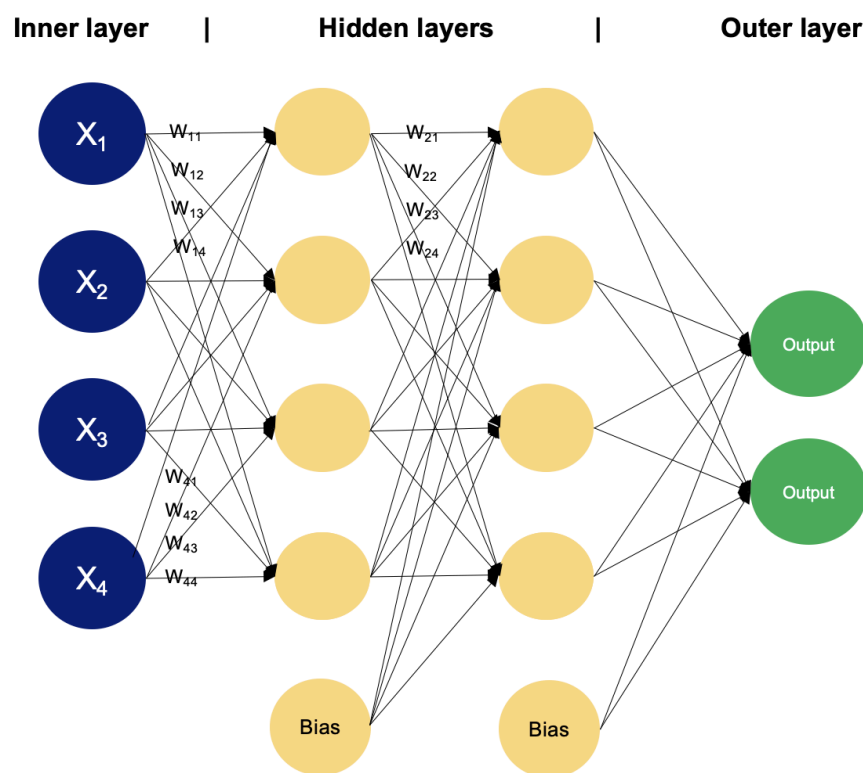 Inner layer | Hidden layers | Outer layer
X₁
W₁₁
W₁₂
W₁₃
W₁₄
W₂₁
W₂₂
W₂₃
W₂₄
X₂
X₃
Output
Output
W₄₁
W₄₂
W₄₃
W₄₄
X₄
Bias
Bias